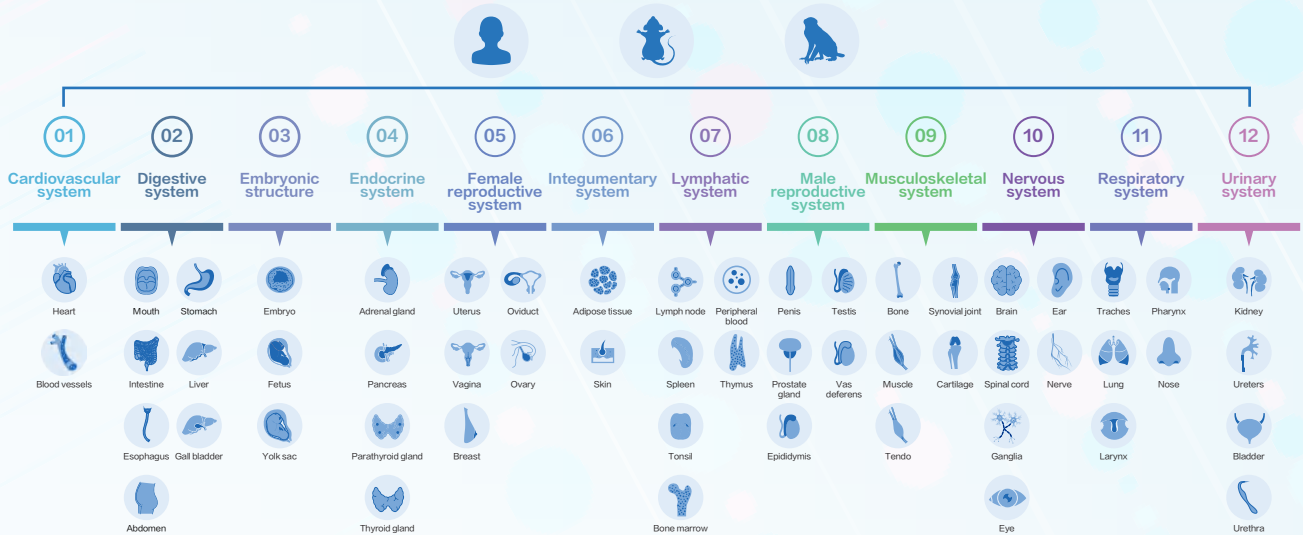 01 02 03 04 05 06 07 08 09 10 11 12
Cardiovascular
system
Digestive
system
Embryonic
structure
Endocrine
system
Female
reproductive
system
Integumentary
system
Lymphatic
system
Male
reproductive
system
Musculoskeletal
system
Nervous
system
Respiratory
system
Urinary
system
Heart
Blood vessels
Mouth Stomach
Intestine Liver
Esophagus Gall bladder
Abdomen
Embryo
Fetus
Yolk sac
Adrenal gland
Pancreas
Parathyroid gland
Thyroid gland
Uterus Oviduct
Vagina Ovary
Breast
Adipose tissue
Skin
Lymph node Peripheral
blood
Spleen Thymus
Tonsil
Bone marrow
Penis Testis
Prostate Vas
gland deferens
Epididymis
Bone Synovial joint
Muscle Cartilage
Tendo
Brain Ear
Spinal cord Nerve
Ganglia
Eye
Traches Pharynx
Lung Nose
Larynx
Kidney
Ureters
Bladder
Urethra